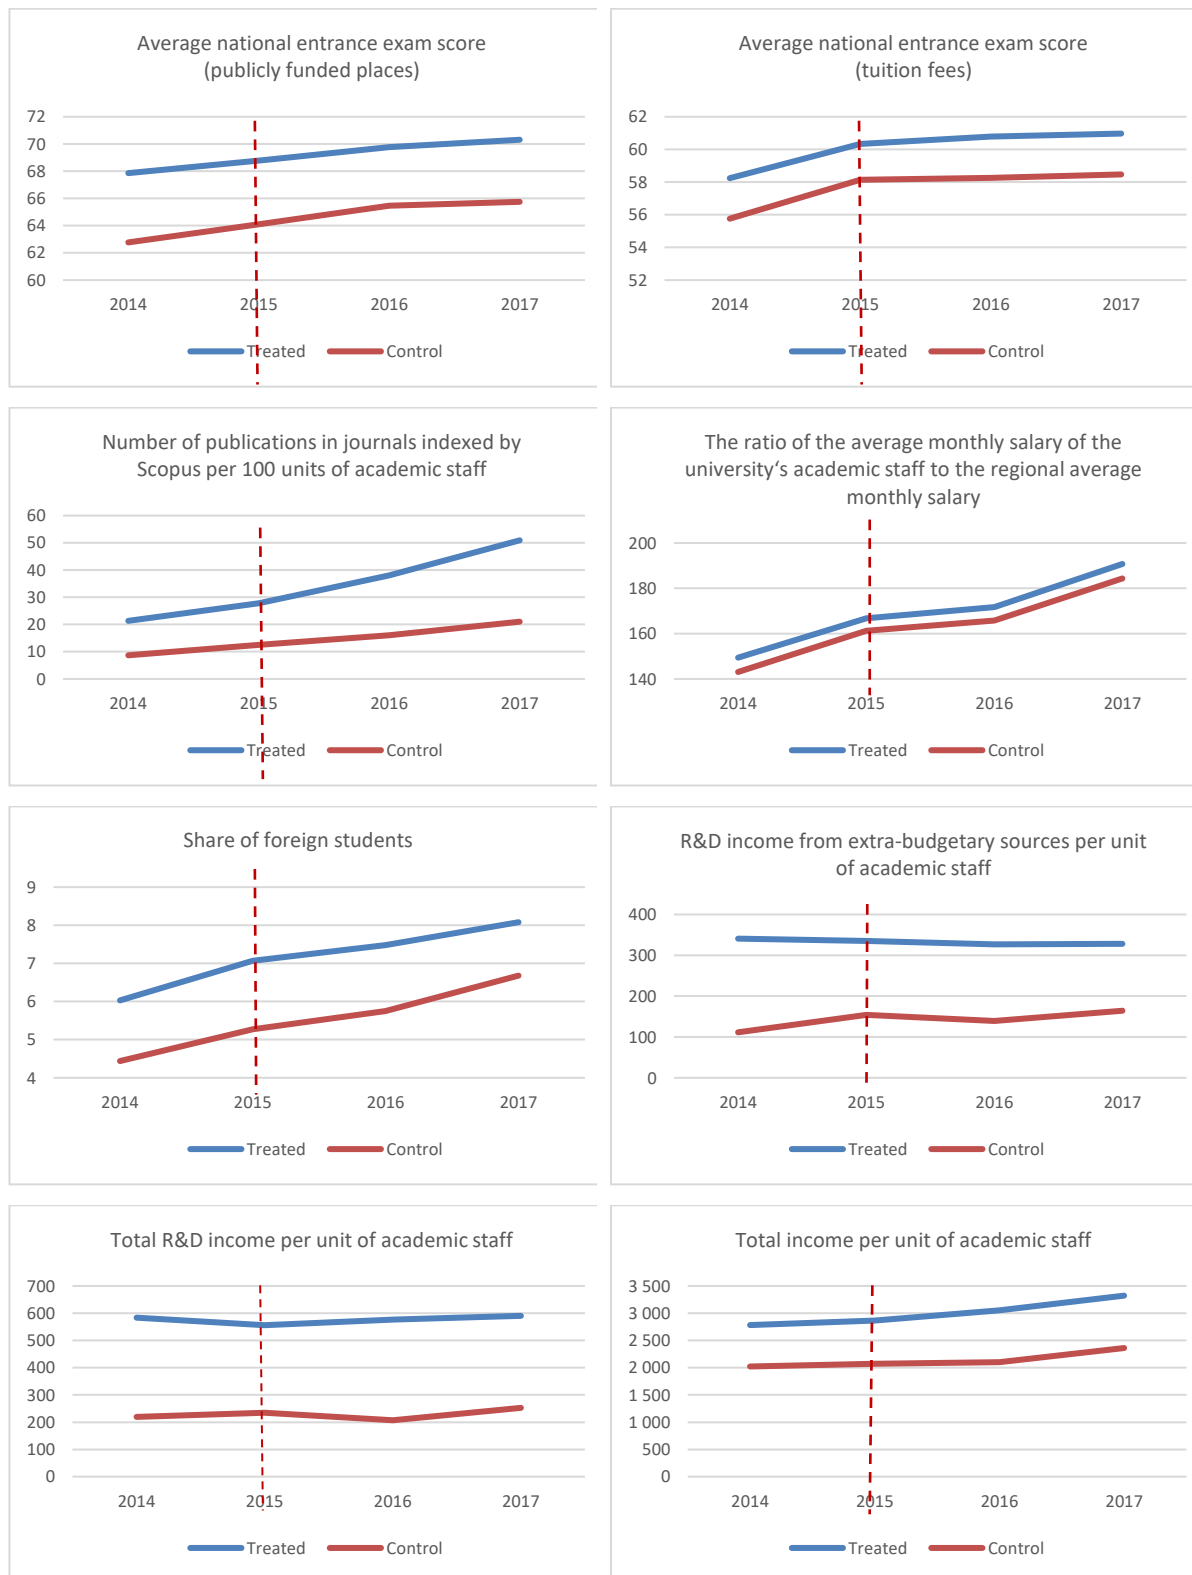 Average national entrance exam score
(publicly funded places)
72
70
68
66
64
62
60
2014 2015 2016 2017
Treated Control
Average national entrance exam score
(tuition fees)
62
60
58
56
54
52
2014 2015 2016 2017
Treated Control
Number of publications in journals indexed by
Scopus per 100 units of academic staff
60
50
40
30
20
10
0
2014 2015 2016 2017
Treated Control
The ratio of the average monthly salary of the
university‘s academic staff to the regional average
monthly salary
200
180
160
140
2014 2015 2016 2017
Treated Control
Share of foreign students
9
8
7
6
5
4
2014 2015 2016 2017
Treated Control
R&D income from extra-budgetary sources per unit
of academic staff
400
300
200
100
0
2014 2015 2016 2017
Treated Control
Total R&D income per unit of academic staff
700
600
500
400
300
200
100
0
2014 2015 2016 2017
Treated Control
Total income per unit of academic staff
3 500
3 000
2 500
2 000
1 500
1 000
500
0
2014 2015 2016 2017
Treated Control